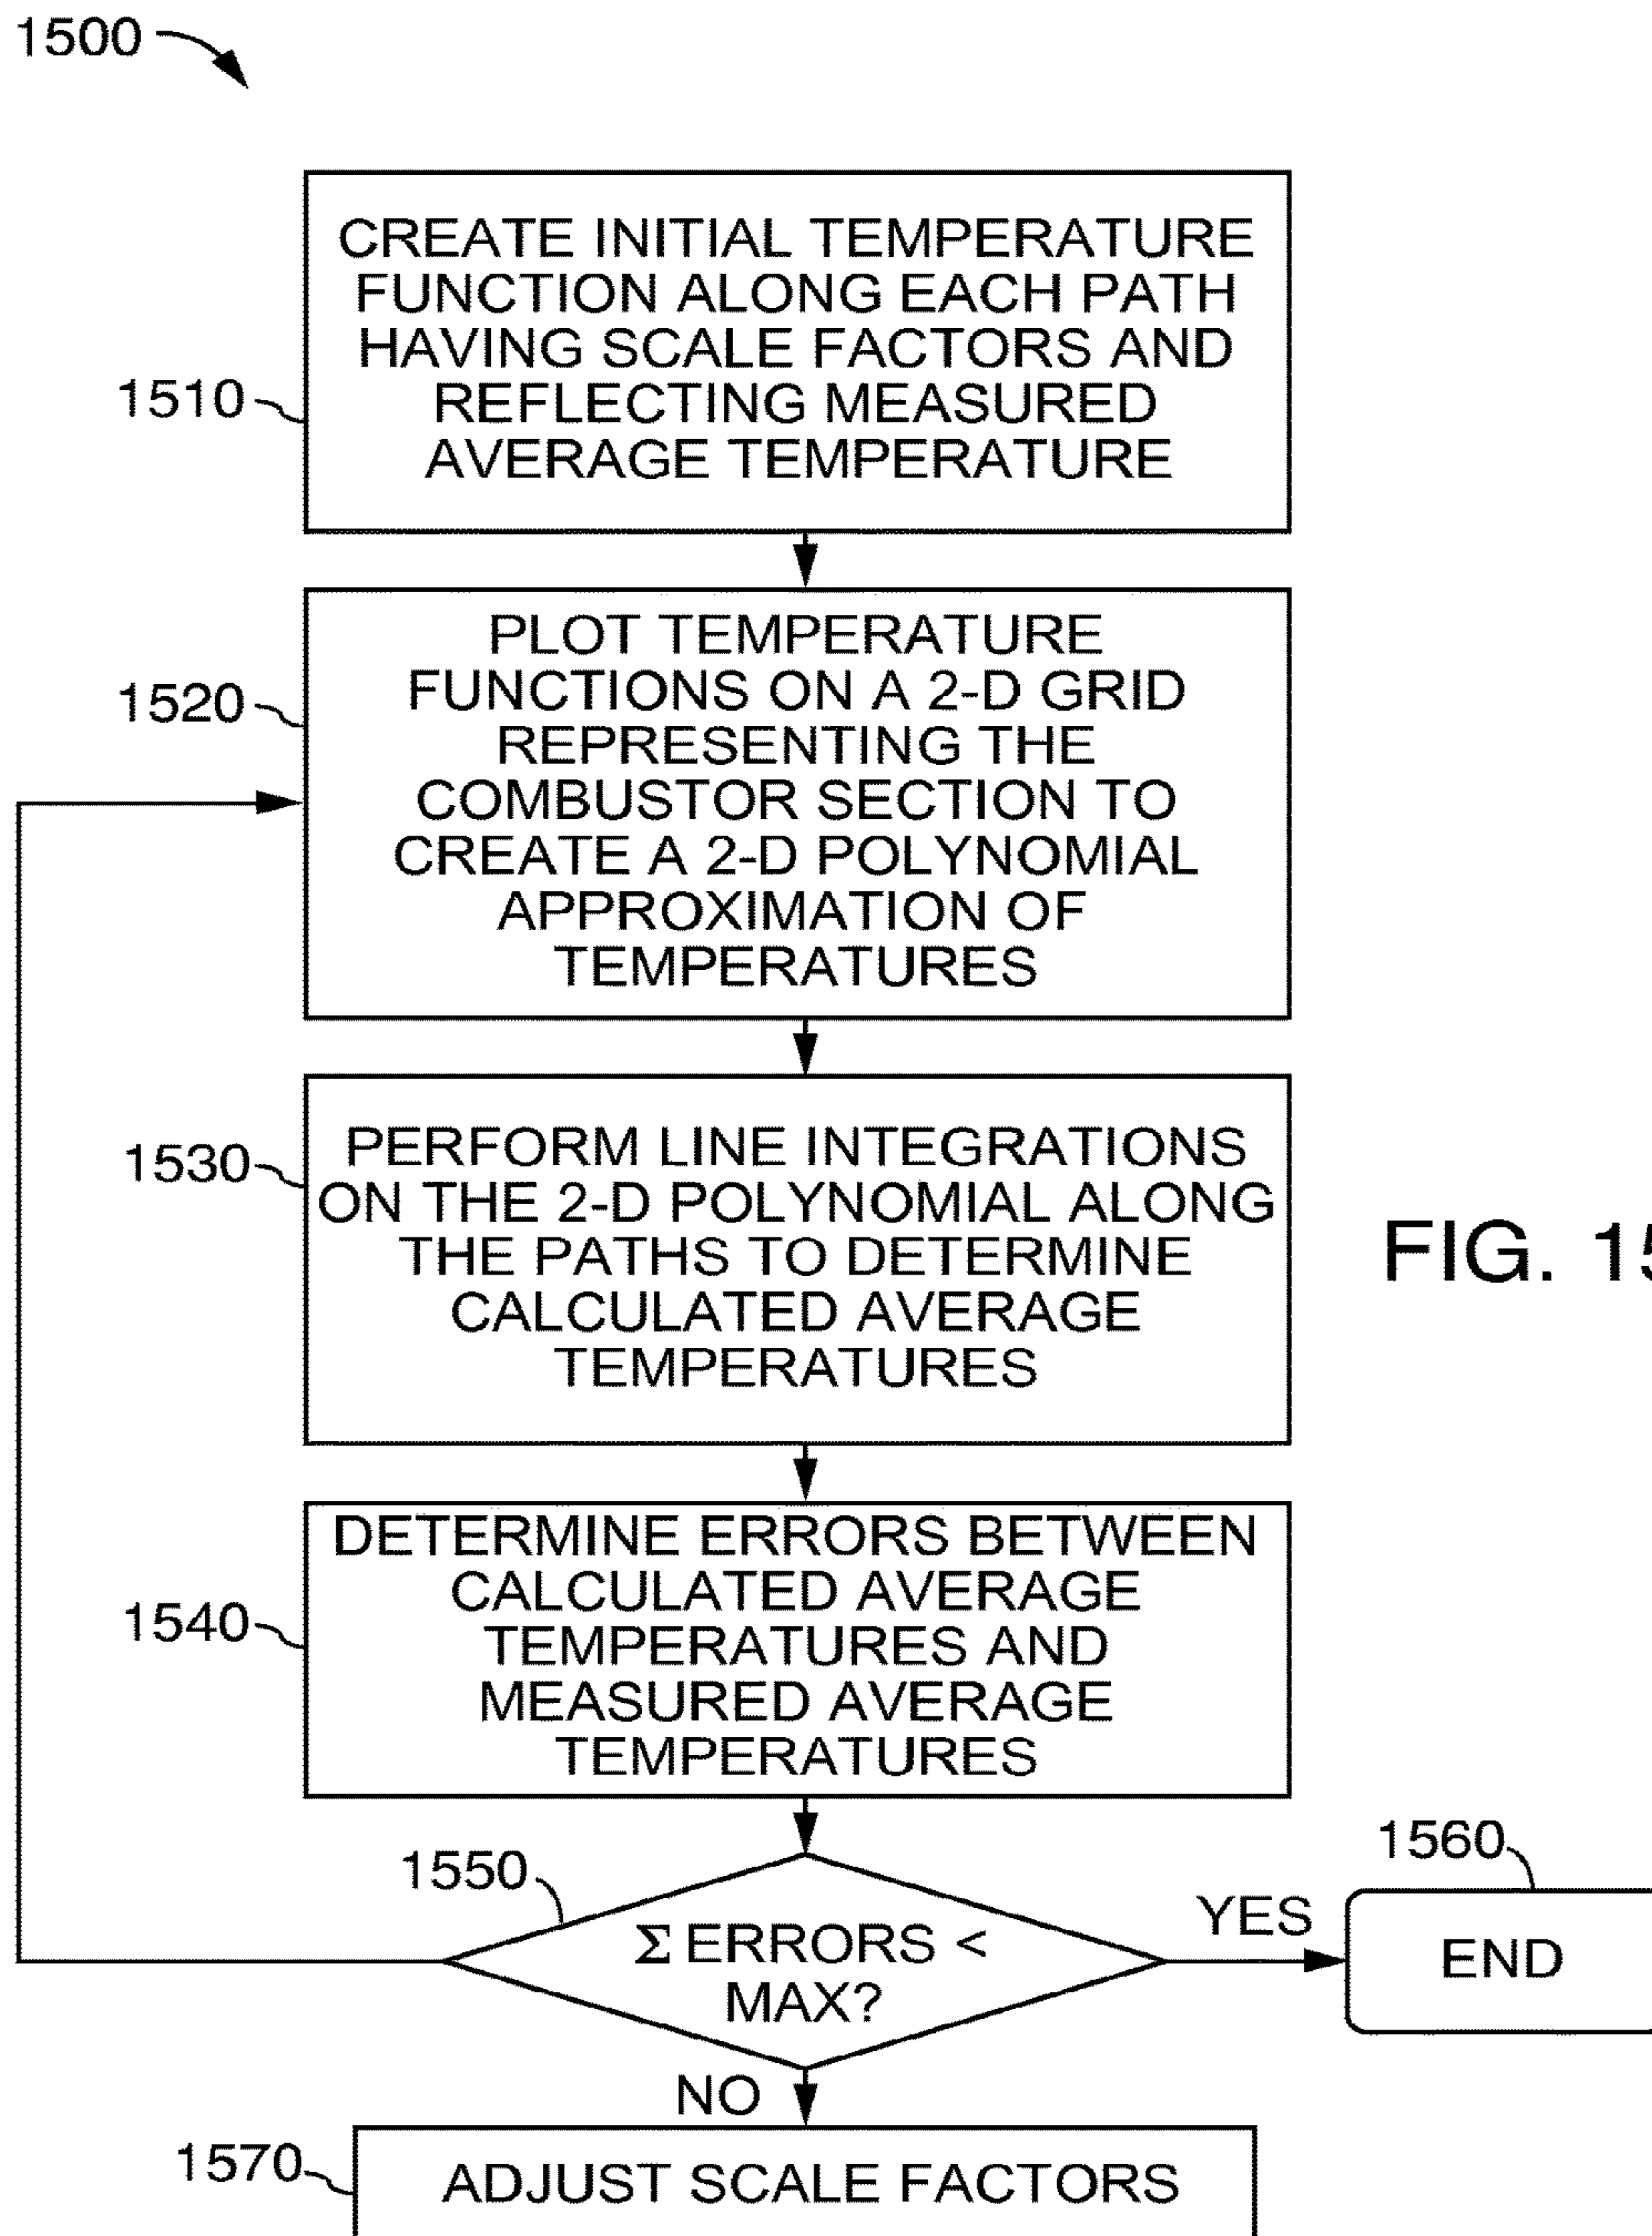 1500
CREATE INITIAL TEMPERATURE
FUNCTION ALONG EACH PATH
HAVING SCALE FACTORS AND
REFLECTING MEASURED
AVERAGE TEMPERATURE
1510
PLOT TEMPERATURE
FUNCTIONS ON A 2-D GRID
REPRESENTING THE
COMBUSTOR SECTION TO
CREATE A 2-D POLYNOMIAL
APPROXIMATION OF
TEMPERATURES
1520
PERFORM LINE INTEGRATIONS
ON THE 2-D POLYNOMIAL ALONG
THE PATHS TO DETERMINE
CALCULATED AVERAGE
TEMPERATURES
1530
FIG. 15
DETERMINE ERRORS BETWEEN
CALCULATED AVERAGE
TEMPERATURES AND
MEASURED AVERAGE
TEMPERATURES
1540
1550
Σ ERRORS <
MAX?
YES
1560
END
NO
1570
ADJUST SCALE FACTORS